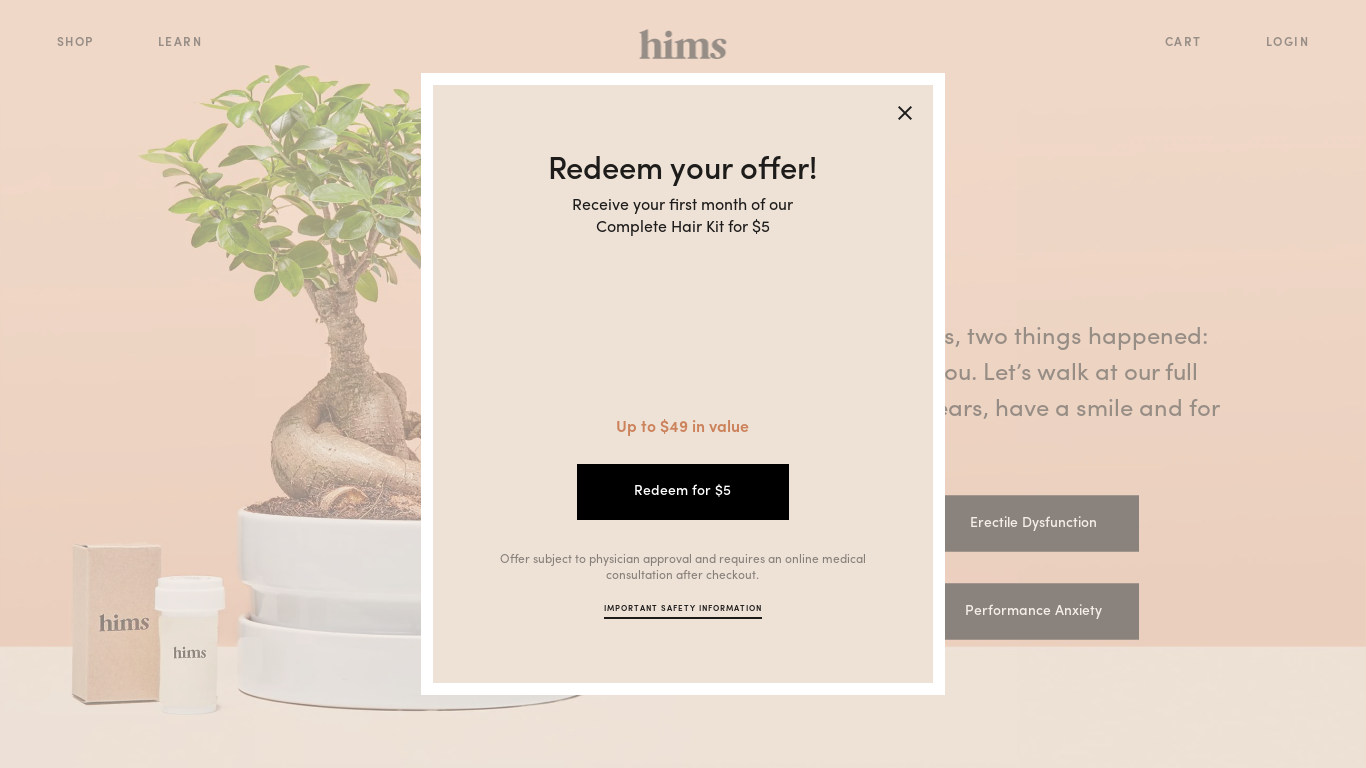 SHOP
LEARN
hims
CART
LOGIN
Redeem your offer!
Receive your first month of our
Complete Hair Kit for $5
s, two things happened:
ou. Let's walk at our full
ears, have a smile and for
Up to $49 in value
Redeem for $5
Erectile Dysfunction
Offer subject to physician approval and requires an online medical
consultation after checkout.
IMPORTANT SAFETY INFORMATION
Performance Anxiety
hims
hims